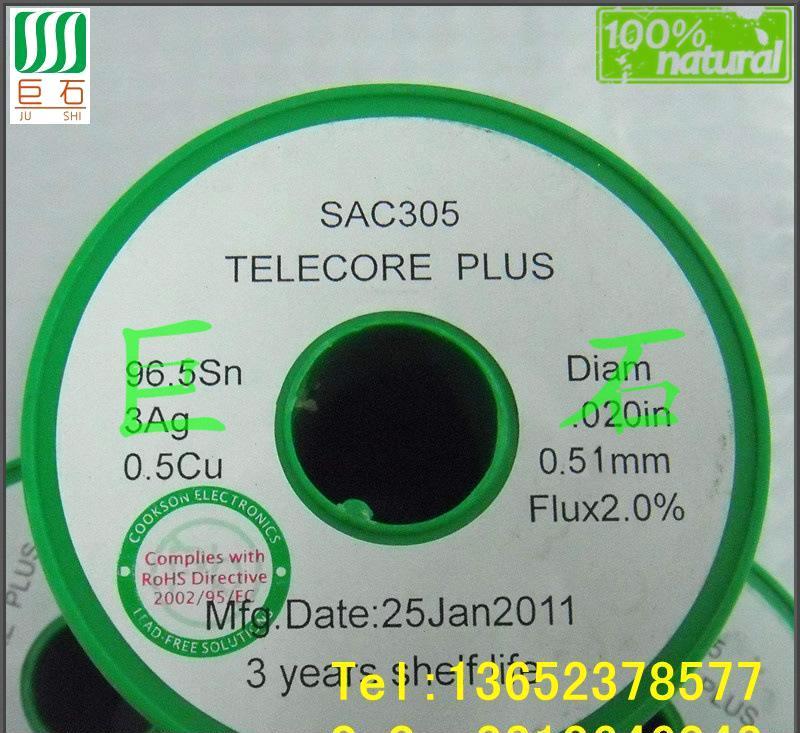 巨石
JU SHI
100%
natural
SAC305
TELECORE PLUS
巨 石
96.5Sn
3Ag
0.5Cu
Diam
.020in
0.51mm
Flux2.0%
COOKSON ELECTRONICS
Complies with
RoHS Directive
2002/95/EC
LEAD-FREE SOLUTIONS
Mfg.Date:25Jan2011
3 years shelf life
Tel:13652378577
PLUS
PLUS